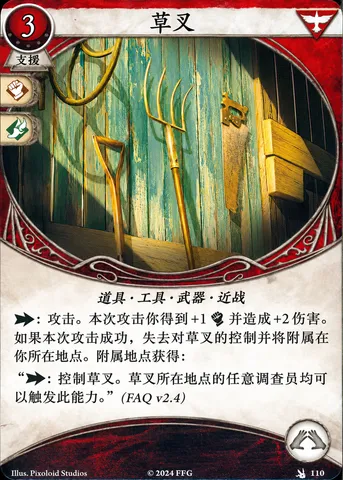 3
草叉
支援
道具·工具·武器·近战
：攻击。本次攻击你得到+1 并造成+2伤害。
如果本次攻击成功，失去对草叉的控制并将附属在
你所在地点。附属地点获得：
“ ：控制草叉。草叉所在地点的任意调查员均可
以触发此能力。”(FAQ v2.4)
Illus. Pixoloid Studios
© 2024 FFG
110